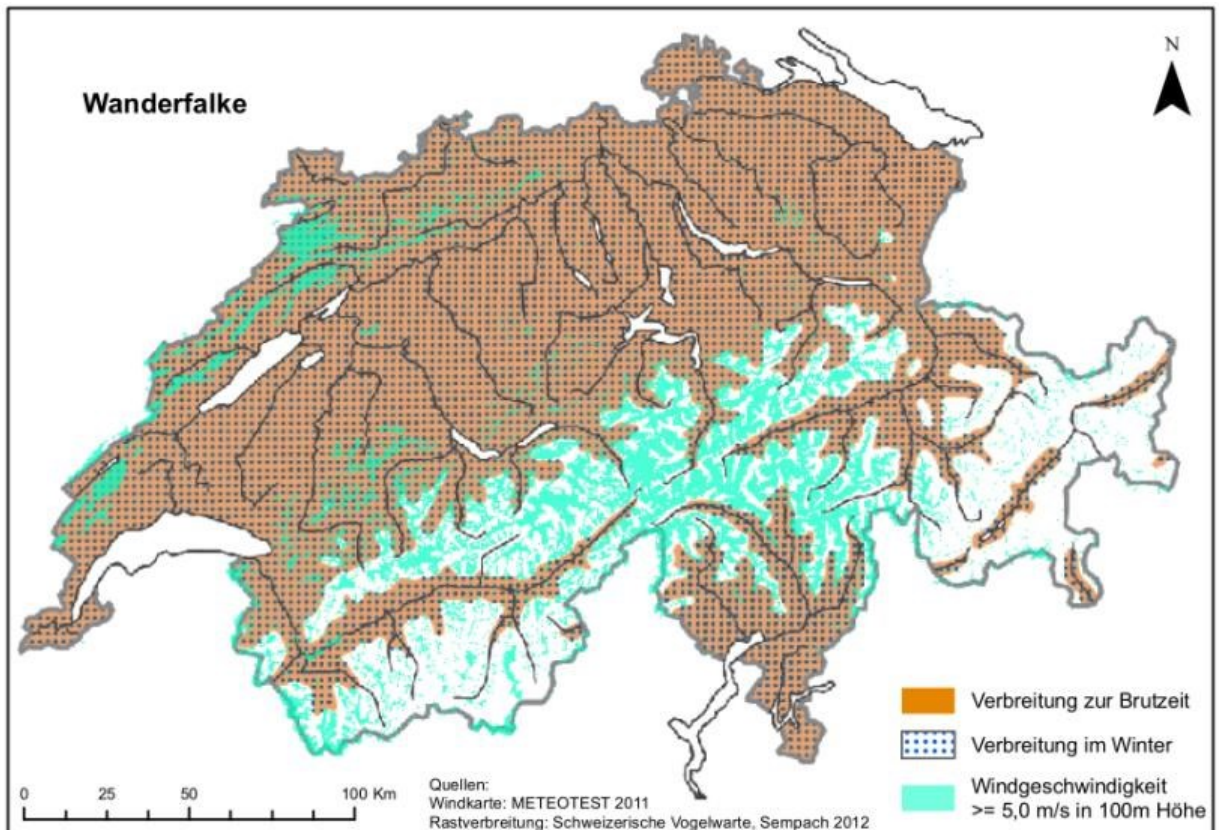 Wanderfalke
N
Verbreitung zur Brutzeit
Verbreitung im Winter
Windgeschwindigkeit
>= 5,0 m/s in 100m Höhe
0 25 50 100 Km
Quellen:
Windkarte: METEOTEST 2011
Rastverbreitung: Schweizerische Vogelwarte, Sempach 2012